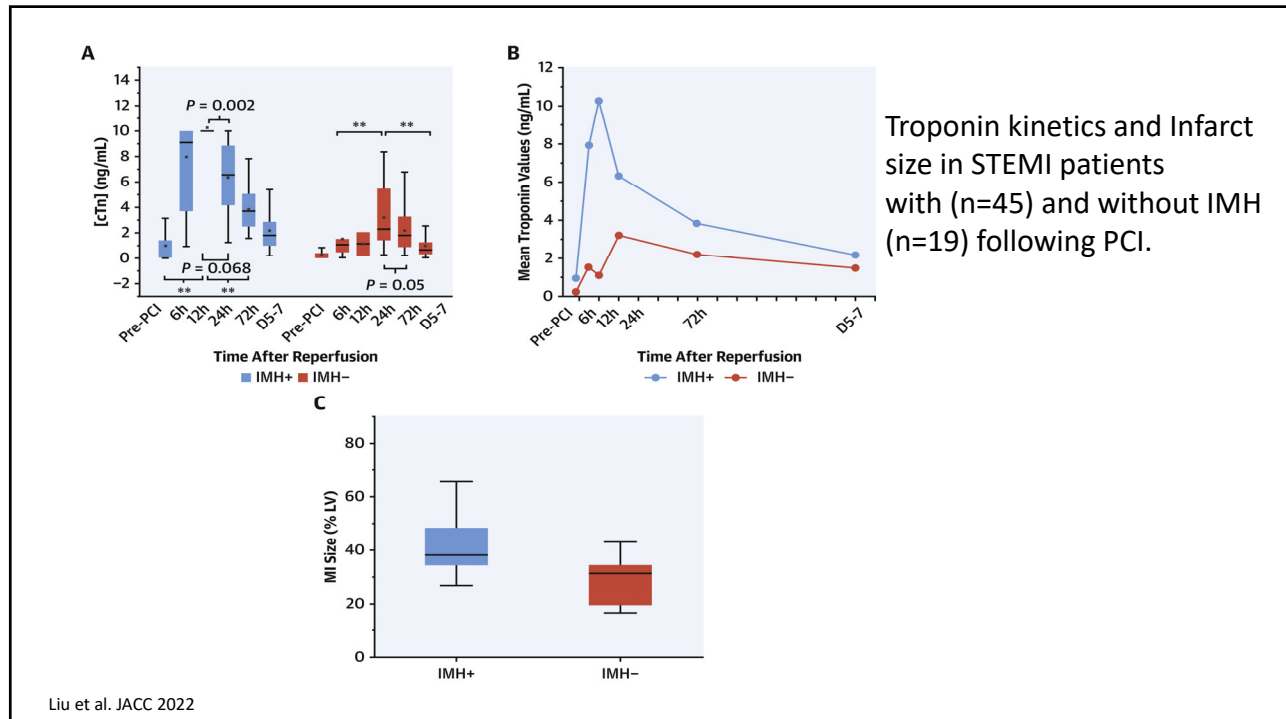 A
B
14
12
10
8
6
4
2
0
−2
[cTn] (ng/mL)
P = 0.002
**
**
P = 0.068
**
**
P = 0.05
Pre-PCI
6h
12h
24h
72h
D5-7
Pre-PCI
6h
12h
24h
72h
D5-7
Time After Reperfusion
IMH+ IMH−
12
10
8
6
4
2
0
Mean Troponin Values (ng/mL)
Pre-PCI
6h
12h
24h
72h
D5-7
Time After Reperfusion
IMH+ IMH−
Troponin kinetics and Infarct
size in STEMI patients
with (n=45) and without IMH
(n=19) following PCI.
C
80
60
40
20
0
MI Size (% LV)
IMH+
IMH−
Liu et al. JACC 2022